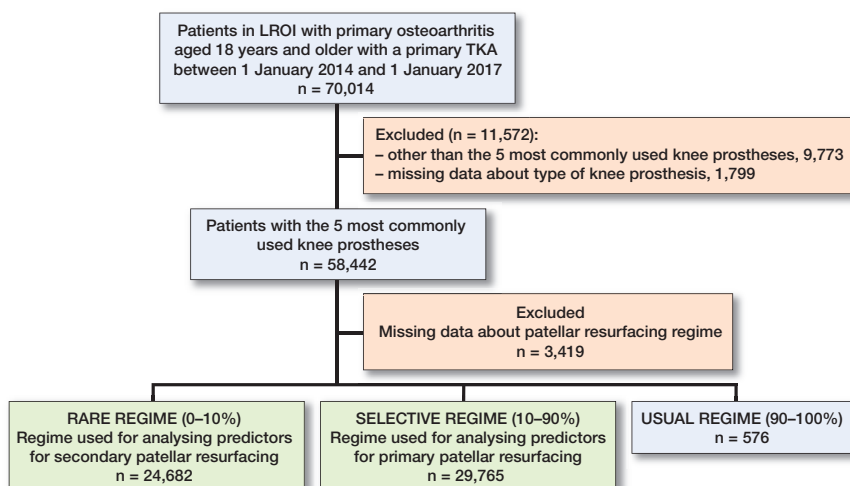 Patients in LROI with primary osteoarthritis
aged 18 years and older with a primary TKA
between 1 January 2014 and 1 January 2017
n = 70,014
Excluded (n = 11,572):
– other than the 5 most commonly used knee prostheses, 9,773
– missing data about type of knee prosthesis, 1,799
Patients with the 5 most commonly
used knee prostheses
n = 58,442
Excluded
Missing data about patellar resurfacing regime
n = 3,419
RARE REGIME (0–10%)
Regime used for analysing predictors
for secondary patellar resurfacing
n = 24,682
SELECTIVE REGIME (10–90%)
Regime used for analysing predictors
for primary patellar resurfacing
n = 29,765
USUAL REGIME (90–100%)
n = 576